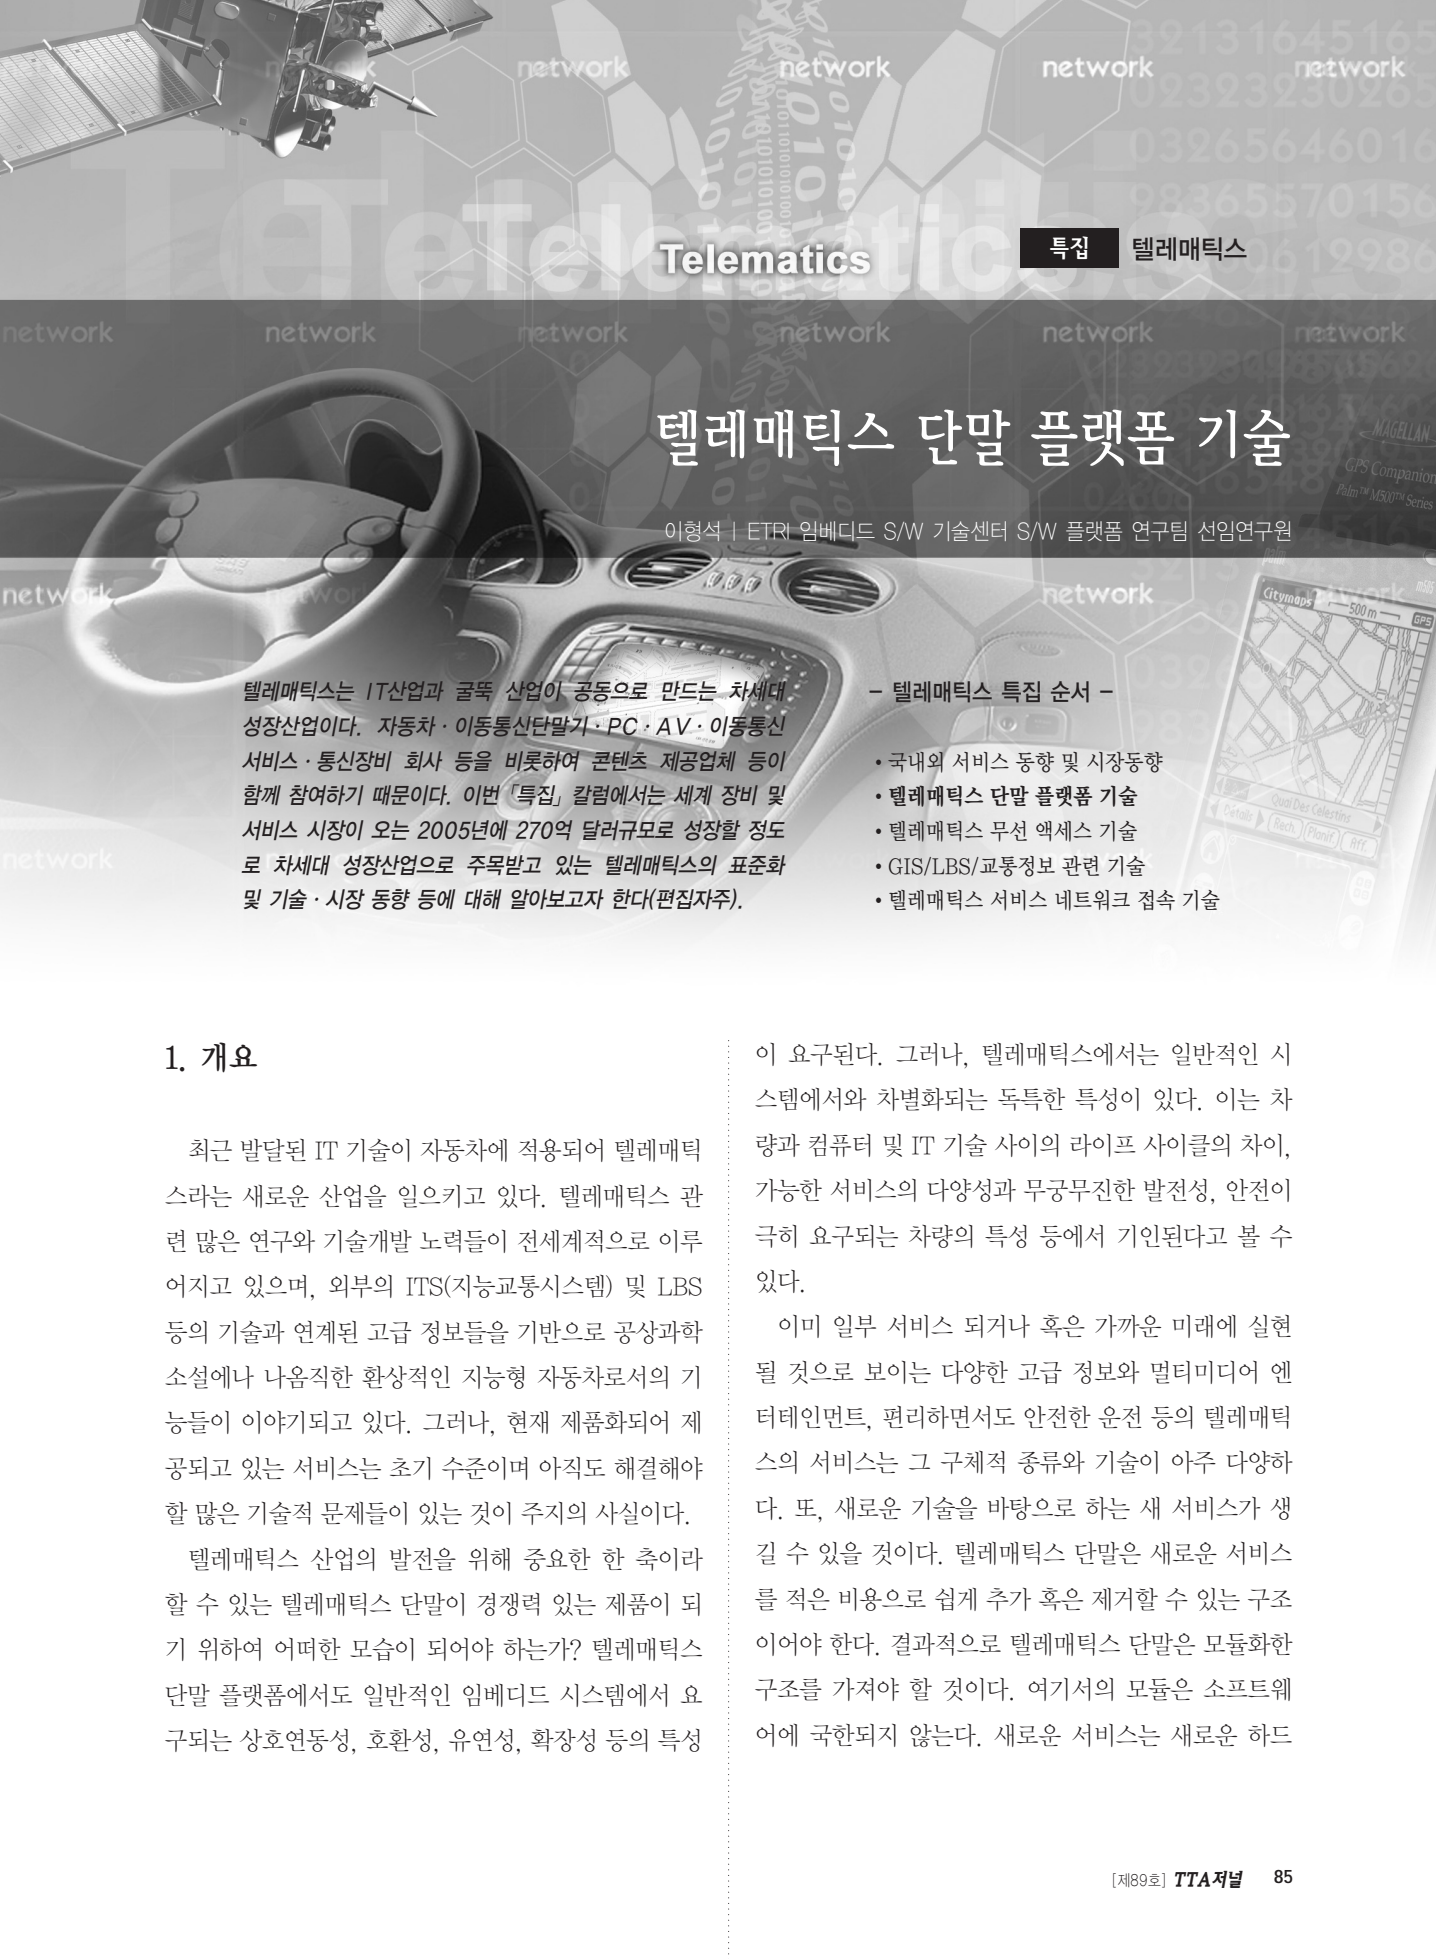 network network network network
Telematics
특집 텔레매틱스
network network network network network network
텔레매틱스 단말 플랫폼 기술
MAGELLAN
GPS Companion
Palm™ M500™ Series
이형석 | ETRI 임베디드 S/W 기술센터 S/W 플랫폼 연구팀 선임연구원
network network network
Citymaps 500 m GPS
텔레매틱스는 IT산업과 굴뚝 산업이 공동으로 만드는 차세대
성장산업이다. 자동차·이동통신단말기·PC·AV·이동통신
서비스·통신장비 회사 등을 비롯하여 콘텐츠 제공업체 등이
함께 참여하기 때문이다. 이번「특집」칼럼에서는 세계 장비 및
서비스 시장이 오는 2005년에 270억 달러규모로 성장할 정도
로 차세대 성장산업으로 주목받고 있는 텔레매틱스의 표준화
및 기술·시장 동향 등에 대해 알아보고자 한다(편집자주).
– 텔레매틱스 특집 순서 –
• 국내외 서비스 동향 및 시장동향
• 텔레매틱스 단말 플랫폼 기술
• 텔레매틱스 무선 액세스 기술
• GIS/LBS/교통정보 관련 기술
• 텔레매틱스 서비스 네트워크 접속 기술
Quai Des Celestins
Détails Rech. Planif. Aff.
network
1. 개요
최근 발달된 IT 기술이 자동차에 적용되어 텔레매틱
스라는 새로운 산업을 일으키고 있다. 텔레매틱스 관
련 많은 연구와 기술개발 노력들이 전세계적으로 이루
어지고 있으며, 외부의 ITS(지능교통시스템) 및 LBS
등의 기술과 연계된 고급 정보들을 기반으로 공상과학
소설에나 나옴직한 환상적인 지능형 자동차로서의 기
능들이 이야기되고 있다. 그러나, 현재 제품화되어 제
공되고 있는 서비스는 초기 수준이며 아직도 해결해야
할 많은 기술적 문제들이 있는 것이 주지의 사실이다.
텔레매틱스 산업의 발전을 위해 중요한 한 축이라
할 수 있는 텔레매틱스 단말이 경쟁력 있는 제품이 되
기 위하여 어떠한 모습이 되어야 하는가? 텔레매틱스
단말 플랫폼에서도 일반적인 임베디드 시스템에서 요
구되는 상호연동성, 호환성, 유연성, 확장성 등의 특성
이 요구된다. 그러나, 텔레매틱스에서는 일반적인 시
스템에서와 차별화되는 독특한 특성이 있다. 이는 차
량과 컴퓨터 및 IT 기술 사이의 라이프 사이클의 차이,
가능한 서비스의 다양성과 무궁무진한 발전성, 안전이
극히 요구되는 차량의 특성 등에서 기인된다고 볼 수
있다.
이미 일부 서비스 되거나 혹은 가까운 미래에 실현
될 것으로 보이는 다양한 고급 정보와 멀티미디어 엔
터테인먼트, 편리하면서도 안전한 운전 등의 텔레매틱
스의 서비스는 그 구체적 종류와 기술이 아주 다양하
다. 또, 새로운 기술을 바탕으로 하는 새 서비스가 생
길 수 있을 것이다. 텔레매틱스 단말은 새로운 서비스
를 적은 비용으로 쉽게 추가 혹은 제거할 수 있는 구조
이어야 한다. 결과적으로 텔레매틱스 단말은 모듈화한
구조를 가져야 할 것이다. 여기서의 모듈은 소프트웨
어에 국한되지 않는다. 새로운 서비스는 새로운 하드
[제89호] TTA저널 85